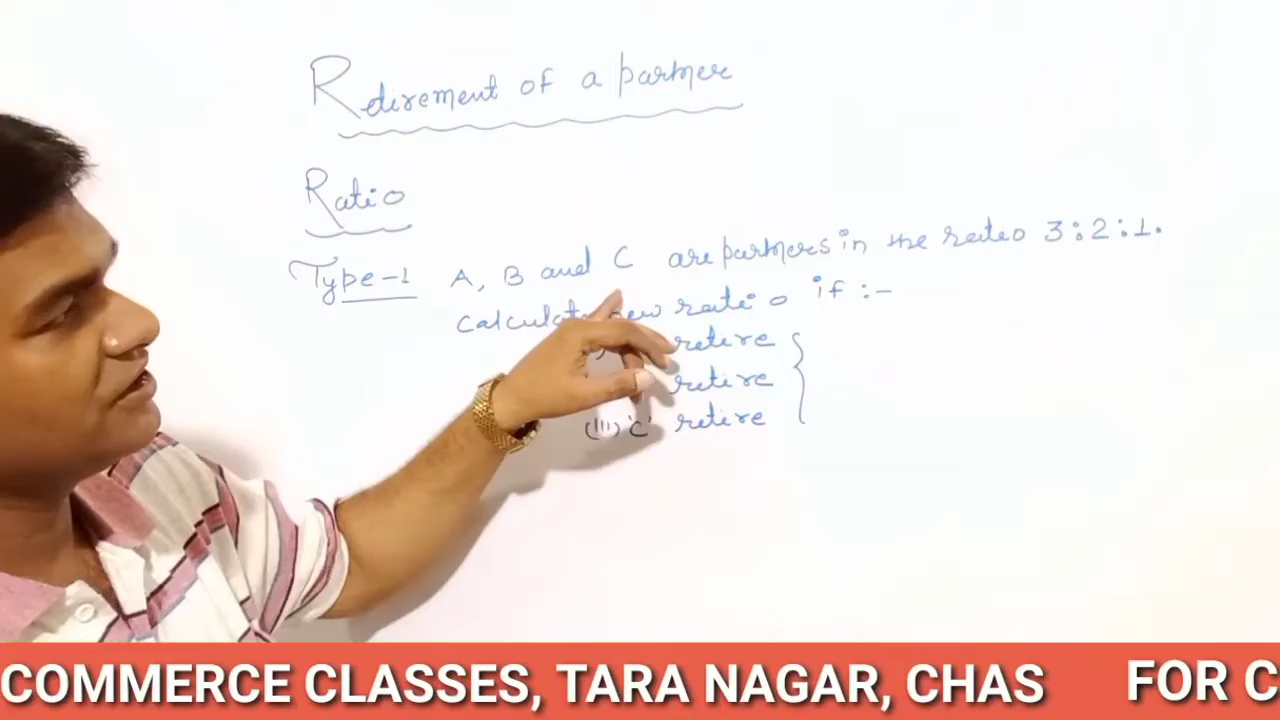 Retirement of a partner
Ratio
Type-1 A, B and C are partners in the ratio 3:2:1.
Calculate new ratio if :-
retire
retire
(iii) 'C' retire
COMMERCE CLASSES, TARA NAGAR, CHAS FOR C